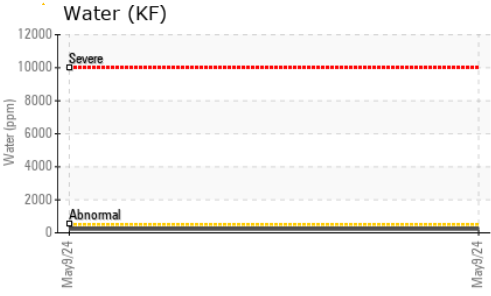 Water (KF)
12000
10000
8000
6000
4000
2000
0
Water (ppm)
Severe
Abnormal
May9/24
May9/24